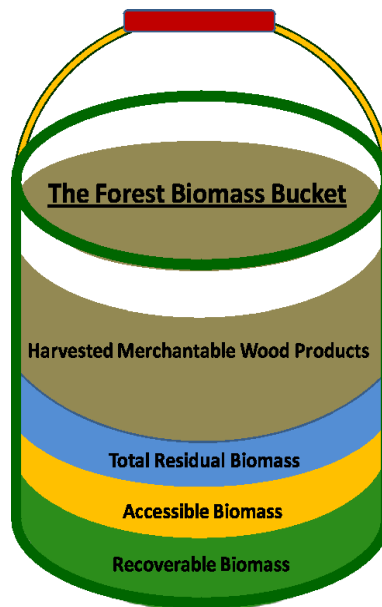 The Forest Biomass Bucket
Harvested Merchantable Wood Products
Total Residual Biomass
Accessible Biomass
Recoverable Biomass